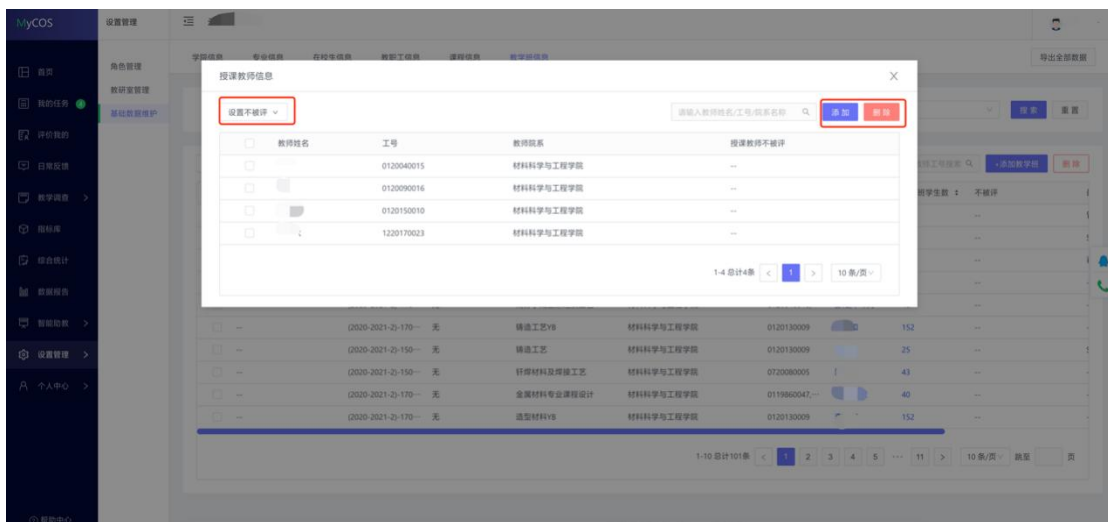 MyCOS 设置管理
学院信息 专业信息 在校生信息 教职工信息 课程信息 教学班信息 导出全部数据
首页
我的任务
评价我的
日常反馈
教学调查
指标库
综合统计
数据报告
智能助教
设置管理
个人中心
帮助中心
角色管理
教研室管理
基础数据维护
授课教师信息
设置不被评 请输入教师姓名/工号/院系名称 添加 删除
教师姓名 工号 教师院系 授课教师不被评
0120040015 材料科学与工程学院 --
0120090016 材料科学与工程学院 --
0120150010 材料科学与工程学院 --
1220170023 材料科学与工程学院 --
1-4 总计4条 < 1 > 10 条/页
搜索 重置
工号搜索 +添加教学班 删除
学生数 不被评
--
--
--
--
-- (2020-2021-2)-170··· 无 铸造工艺YB 材料科学与工程学院 0120130009 152 --
-- (2020-2021-2)-150··· 无 铸造工艺 材料科学与工程学院 0120130009 25 --
-- (2020-2021-2)-150··· 无 钎焊材料及焊接工艺 材料科学与工程学院 0720080005 43 --
-- (2020-2021-2)-170··· 无 金属材料专业课程设计 材料科学与工程学院 0119860047,··· 40 --
-- (2020-2021-2)-170··· 无 造型材料YB 材料科学与工程学院 0120130009 152 --
1-10 总计101条 < 1 2 3 4 5 ··· 11 > 10 条/页 跳至 页